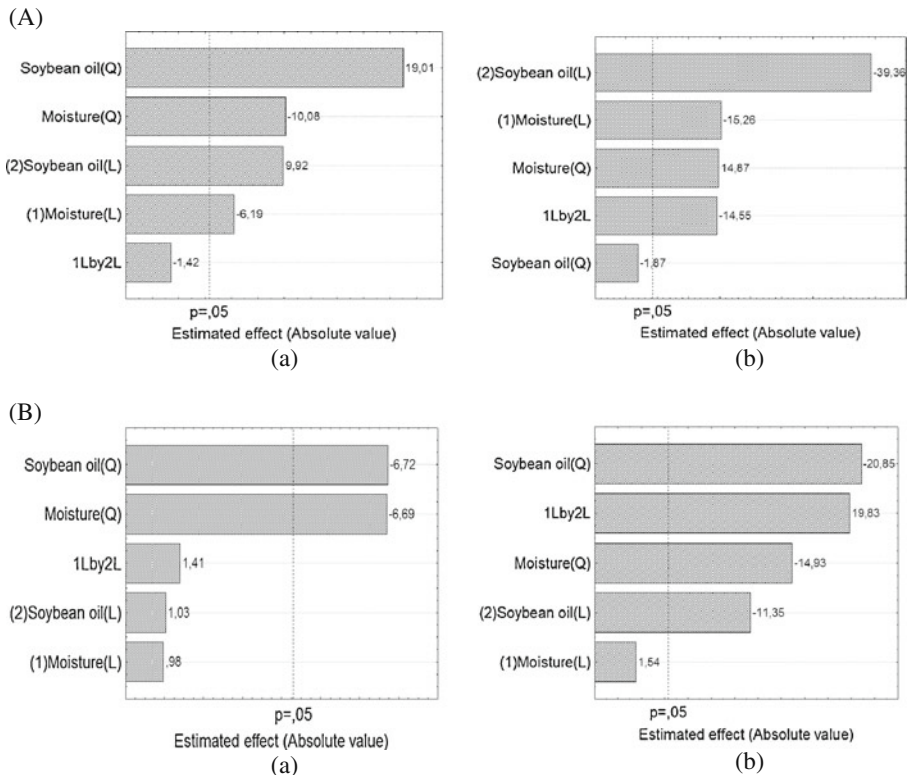 (A)
Soybean oil(Q)
19,01
Moisture(Q)
-10,08
(2)Soybean oil(L)
9,92
(1)Moisture(L)
-6,19
1Lby2L
-1,42
p=,05
Estimated effect (Absolute value)
(a)
(2)Soybean oil(L)
-39,36
(1)Moisture(L)
-15,26
Moisture(Q)
14,87
1Lby2L
-14,55
Soybean oil(Q)
-1,87
p=,05
Estimated effect (Absolute value)
(b)
(B)
Soybean oil(Q)
-6,72
Moisture(Q)
-6,69
1Lby2L
1,41
(2)Soybean oil(L)
1,03
(1)Moisture(L)
,98
p=,05
Estimated effect (Absolute value)
(a)
Soybean oil(Q)
-20,85
1Lby2L
19,83
Moisture(Q)
-14,93
(2)Soybean oil(L)
-11,35
(1)Moisture(L)
1,54
p=,05
Estimated effect (Absolute value)
(b)